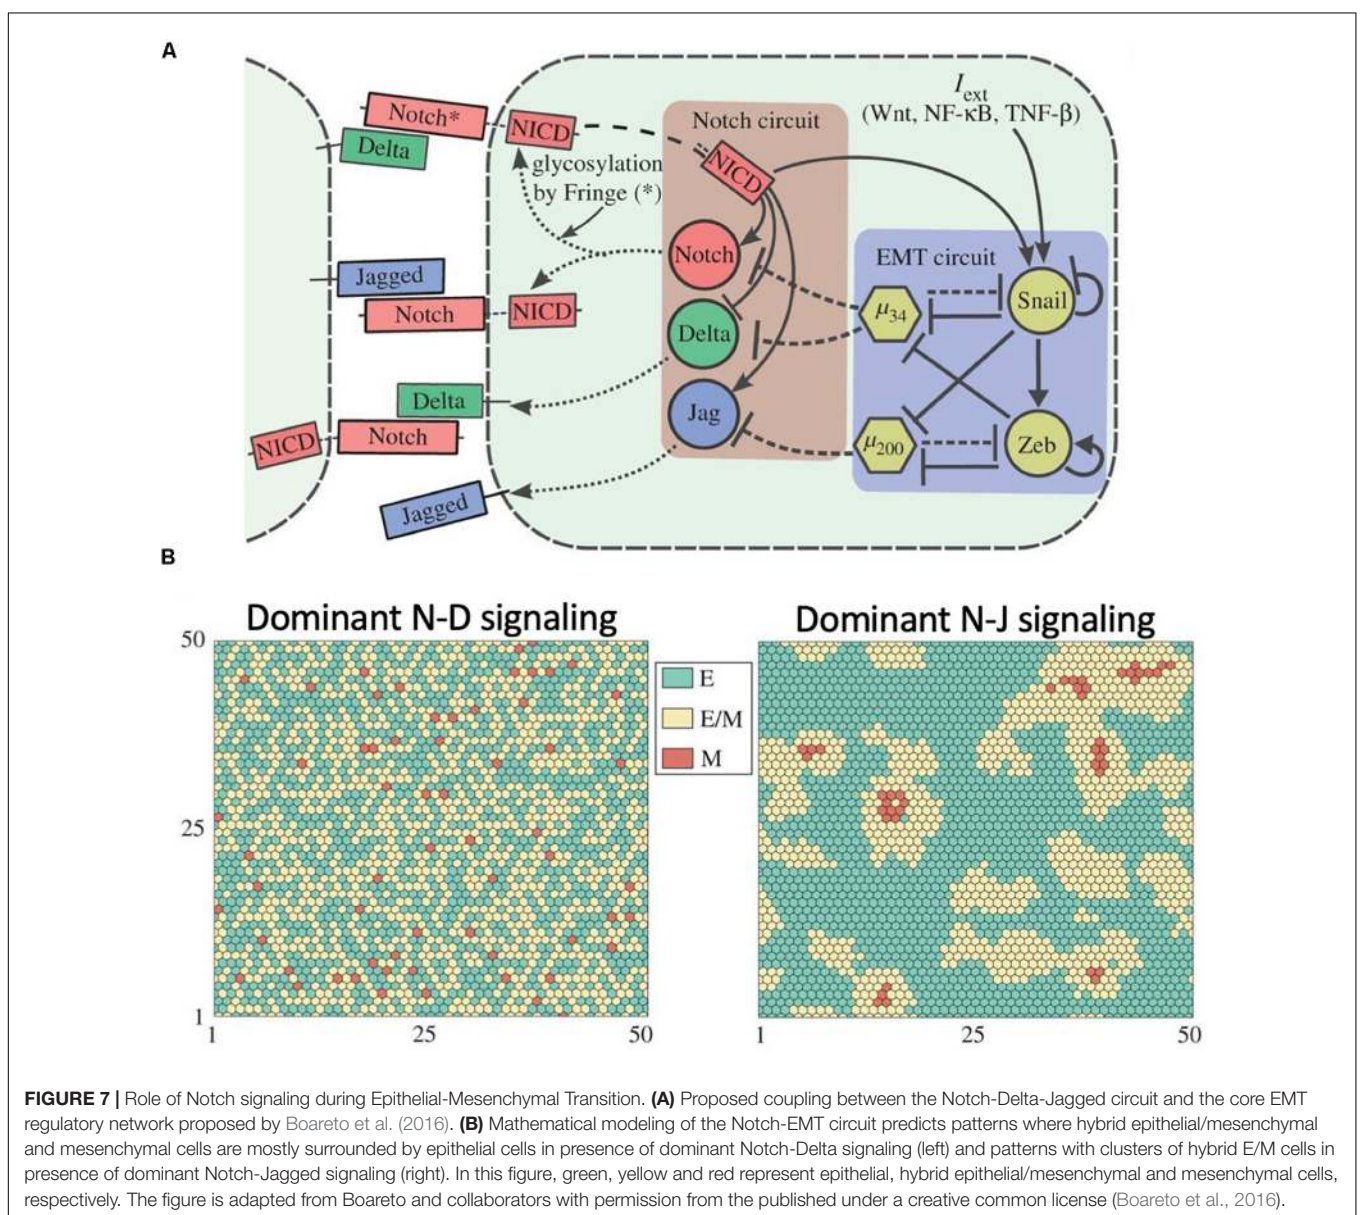 A
Notch*
Delta
NICD
glycosylation
by Fringe (*)
Notch circuit
NICD
I_ext
(Wnt, NF-κB, TNF-β)
Jagged
Notch
NICD
Notch
Delta
Jag
EMT circuit
μ34
Snail
μ200
Zeb
Delta
NICD
Notch
Jagged
B
Dominant N-D signaling
Dominant N-J signaling
50
25
1
1
25
50
E
E/M
M
1
25
50
FIGURE 7 | Role of Notch signaling during Epithelial-Mesenchymal Transition. (A) Proposed coupling between the Notch-Delta-Jagged circuit and the core EMT
regulatory network proposed by Boareto et al. (2016). (B) Mathematical modeling of the Notch-EMT circuit predicts patterns where hybrid epithelial/mesenchymal
and mesenchymal cells are mostly surrounded by epithelial cells in presence of dominant Notch-Delta signaling (left) and patterns with clusters of hybrid E/M cells in
presence of dominant Notch-Jagged signaling (right). In this figure, green, yellow and red represent epithelial, hybrid epithelial/mesenchymal and mesenchymal cells,
respectively. The figure is adapted from Boareto and collaborators with permission from the published under a creative common license (Boareto et al., 2016).